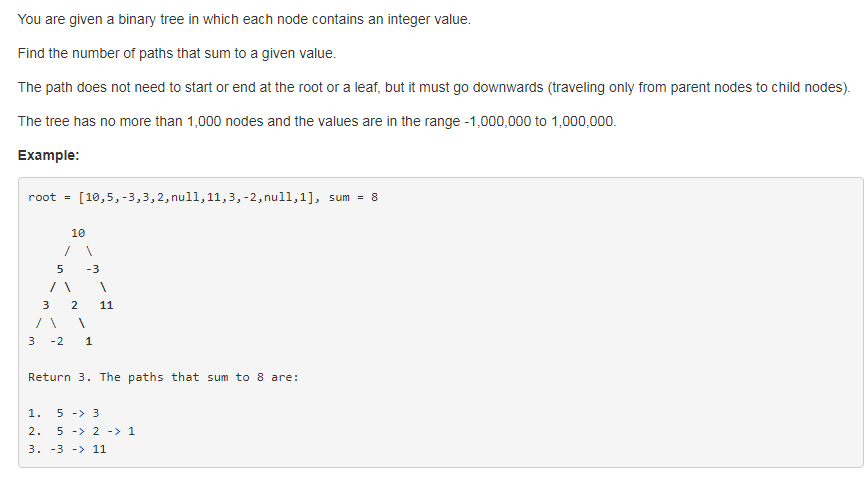 You are given a binary tree in which each node contains an integer value.
Find the number of paths that sum to a given value.
The path does not need to start or end at the root or a leaf, but it must go downwards (traveling only from parent nodes to child nodes).
The tree has no more than 1,000 nodes and the values are in the range -1,000,000 to 1,000,000.
Example:
root = [10,5,-3,3,2,null,11,3,-2,null,1], sum = 8
      10
     /  \
    5   -3
   / \    \
  3   2   11
 / \   \
3  -2   1
Return 3. The paths that sum to 8 are:
1.  5 -> 3
2.  5 -> 2 -> 1
3. -3 -> 11